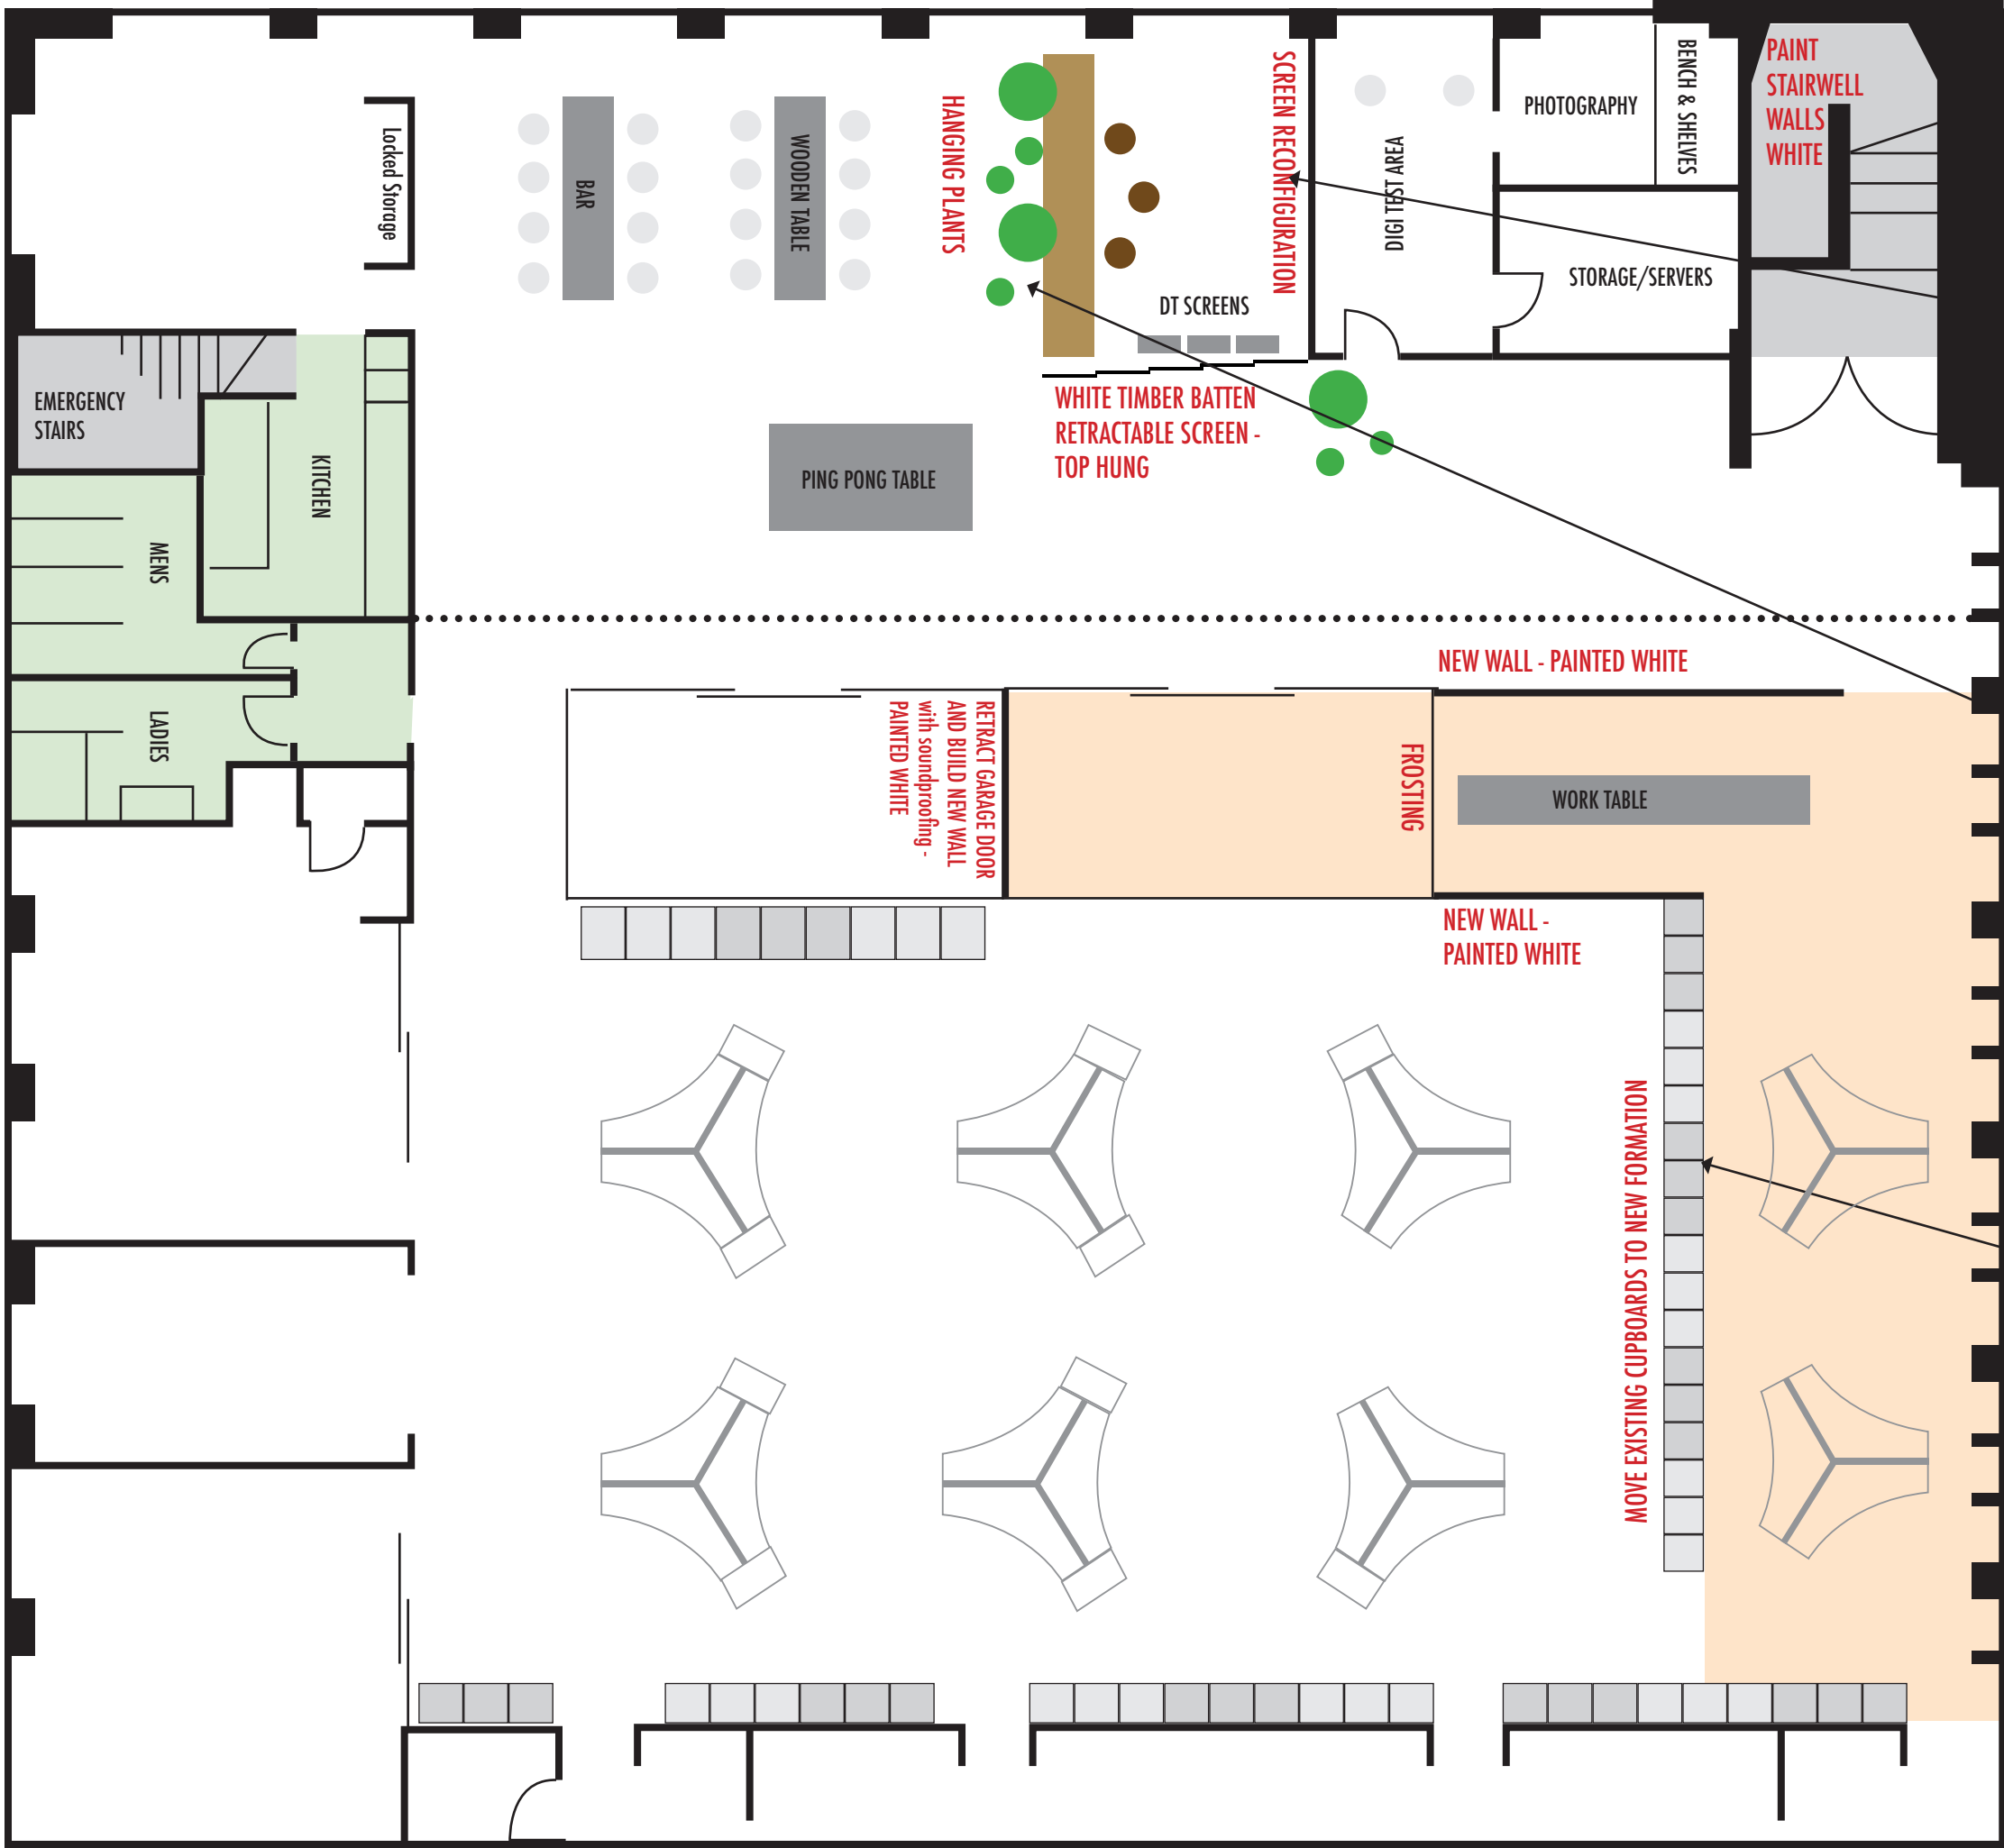 PAINT
STAIRWELL
WALLS
WHITE
BENCH & SHELVES
PHOTOGRAPHY
SCREEN RECONFIGURATION
DIGI TEST AREA
STORAGE/SERVERS
HANGING PLANTS
Locked Storage
BAR
WOODEN TABLE
DT SCREENS
WHITE TIMBER BATTEN
RETRACTABLE SCREEN -
TOP HUNG
EMERGENCY
STAIRS
KITCHEN
PING PONG TABLE
MENS
LADIES
NEW WALL - PAINTED WHITE
RETRACT GARAGE DOOR
AND BUILD NEW WALL
with soundproofing -
PAINTED WHITE
FROSTING
WORK TABLE
NEW WALL -
PAINTED WHITE
MOVE EXISTING CUPBOARDS TO NEW FORMATION